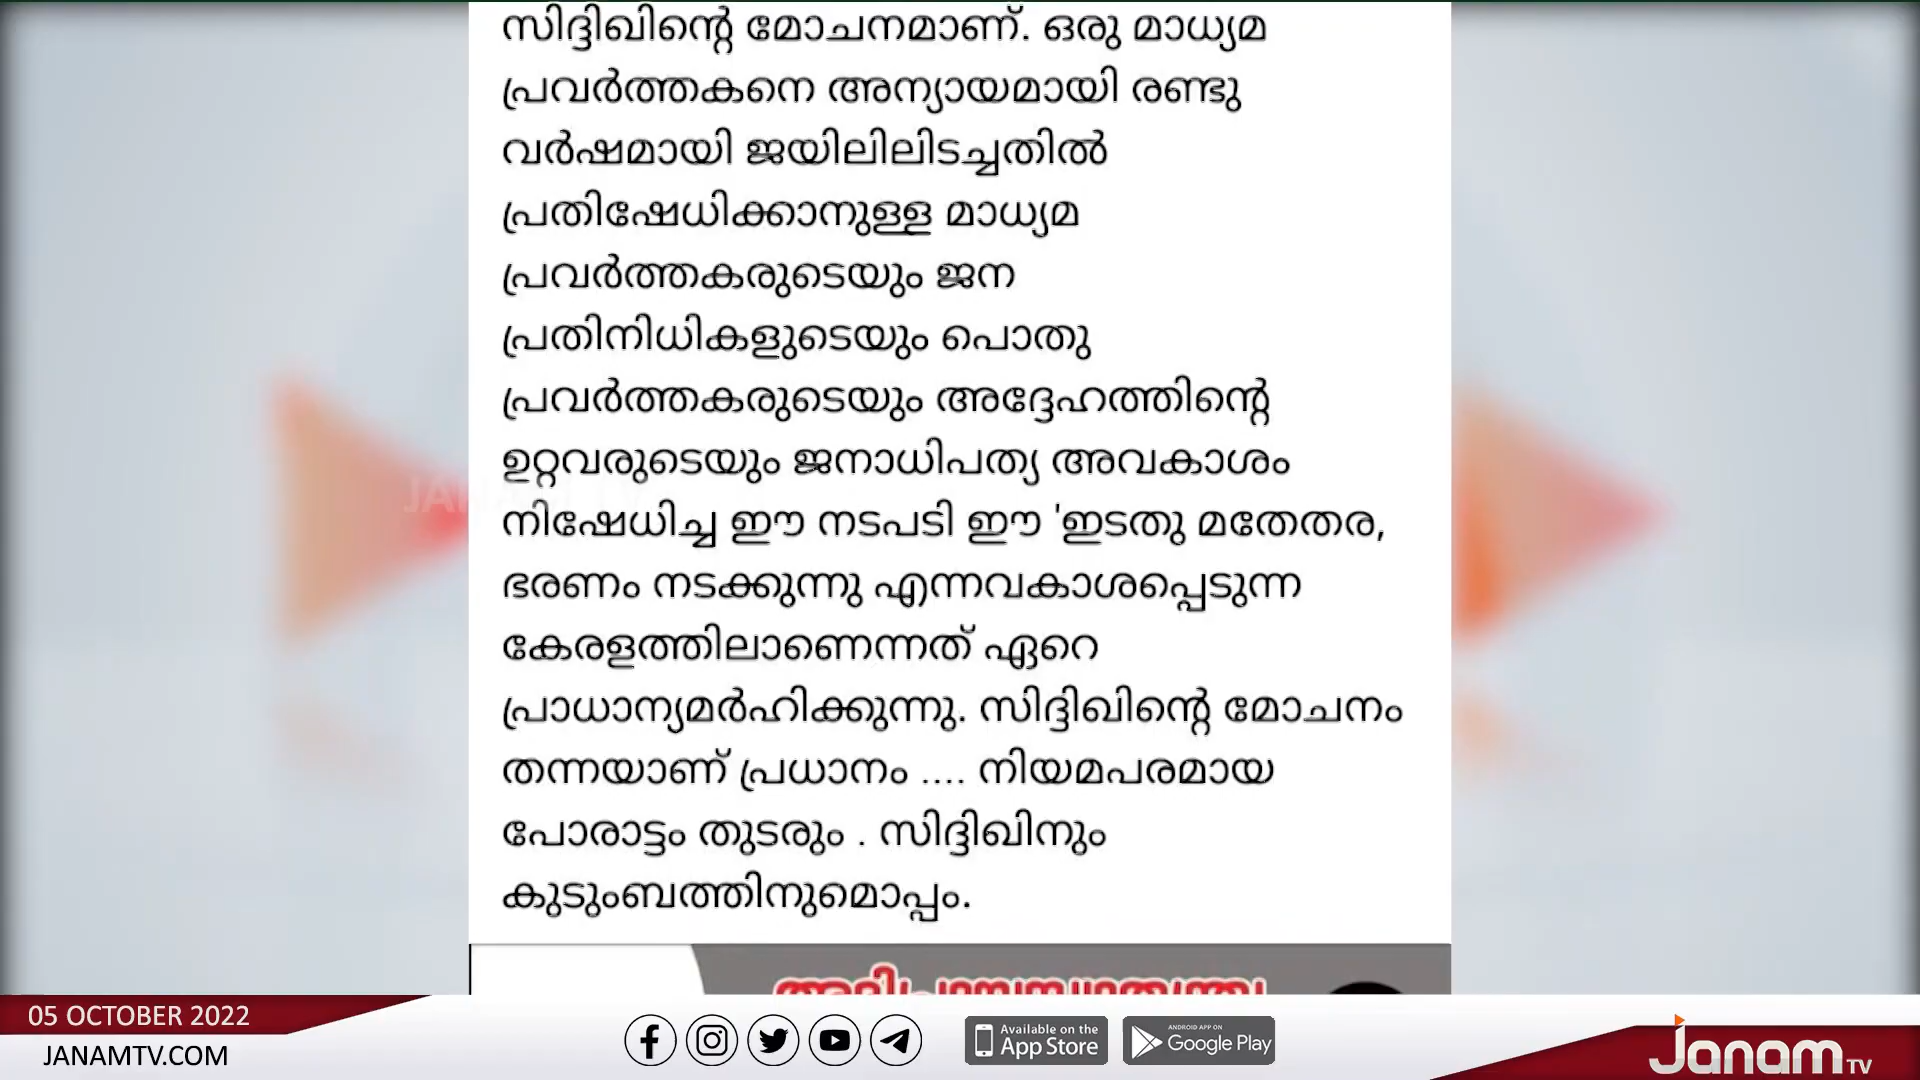 സിദ്ദിഖിന്റെ മോചനമാണ്. ഒരു മാധ്യമ
പ്രവർത്തകനെ അന്യായമായി രണ്ടു
വർഷമായി ജയിലിലിടച്ചതിൽ
പ്രതിഷേധിക്കാനുള്ള മാധ്യമ
പ്രവർത്തകരുടെയും ജന
പ്രതിനിധികളുടെയും പൊതു
പ്രവർത്തകരുടെയും അദ്ദേഹത്തിന്റെ
ഉറ്റവരുടെയും ജനാധിപത്യ അവകാശം
JANAM TV
നിഷേധിച്ച ഈ നടപടി ഈ 'ഇടതു മതേതര,
ഭരണം നടക്കുന്നു എന്നവകാശപ്പെടുന്ന
കേരളത്തിലാണെന്നത് ഏറെ
പ്രാധാന്യമർഹിക്കുന്നു. സിദ്ദിഖിന്റെ മോചനം
തന്നയാണ് പ്രധാനം .... നിയമപരമായ
പോരാട്ടം തുടരും . സിദ്ദിഖിനും
കുടുംബത്തിനുമൊപ്പം.
05 OCTOBER 2022
JANAMTV.COM
Available on the
App Store
ANDROID APP ON
Google Play
Janam TV